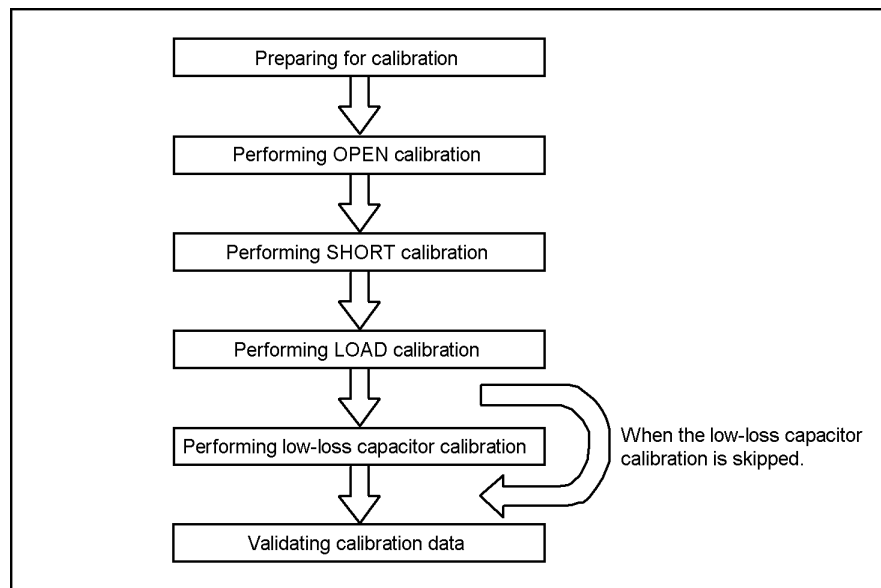 Preparing for calibration
Performing OPEN calibration
Performing SHORT calibration
Performing LOAD calibration
Performing low-loss capacitor calibration
When the low-loss capacitor
calibration is skipped.
Validating calibration data